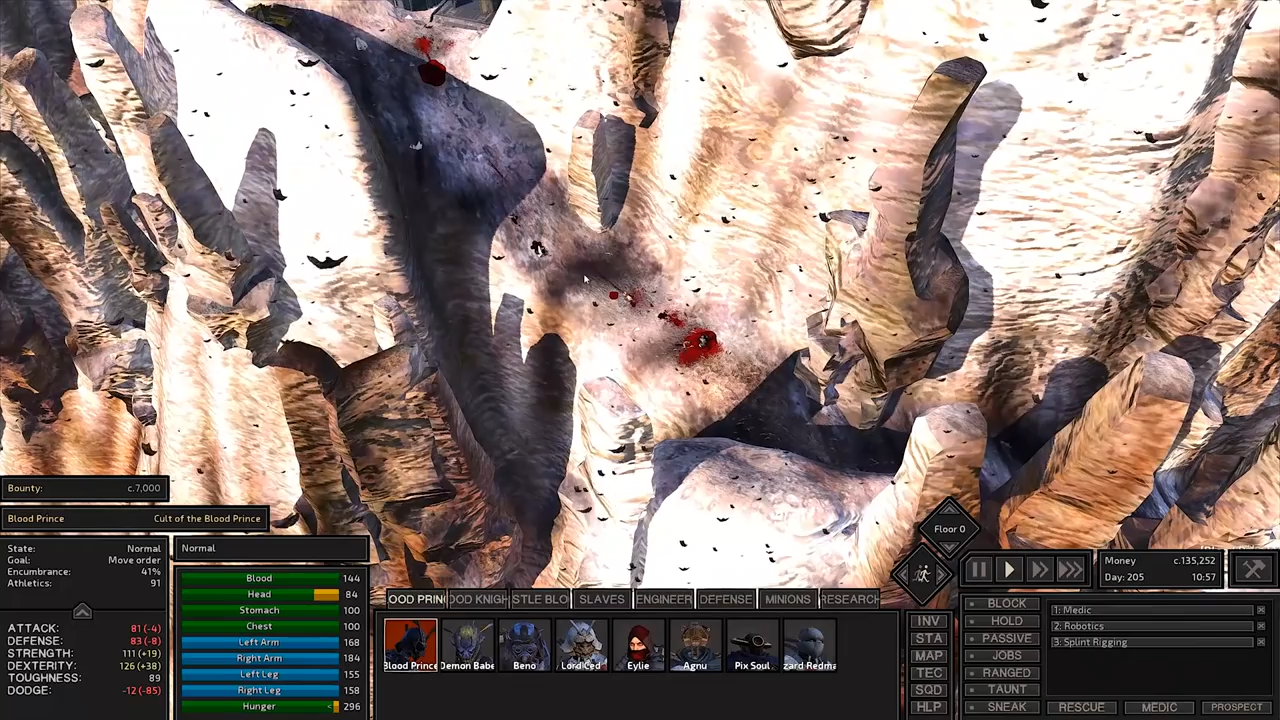 Bounty: c.7,000
Blood Prince Cult of the Blood Prince
State: Normal
Goal: Move order
Encumbrance: 41%
Athletics: 91
ATTACK: 81 (-4)
DEFENSE: 83 (-8)
STRENGTH: 111 (+19)
DEXTERITY: 126 (+38)
TOUGHNESS: 89
DODGE: -12 (-85)
Normal
Blood 144
Head 84
Stomach 100
Chest 100
Left Arm 168
Right Arm 184
Left Leg 155
Right Leg 158
Hunger < 296
OOD PRIN OOD KNIGH STLE BLO SLAVES ENGINEER DEFENSE MINIONS RESEARCH
Blood Prince Demon Babe Beno Lord Ced Eylie Agnu Pix Soul zard Redma
Floor 0
INV
STA
MAP
TEC
SQD
HLP
Money c.135,252
Day: 205 10:57
BLOCK
HOLD
PASSIVE
JOBS
RANGED
TAUNT
SNEAK
1: Medic
2: Robotics
3: Splint Rigging
RESCUE MEDIC PROSPECT